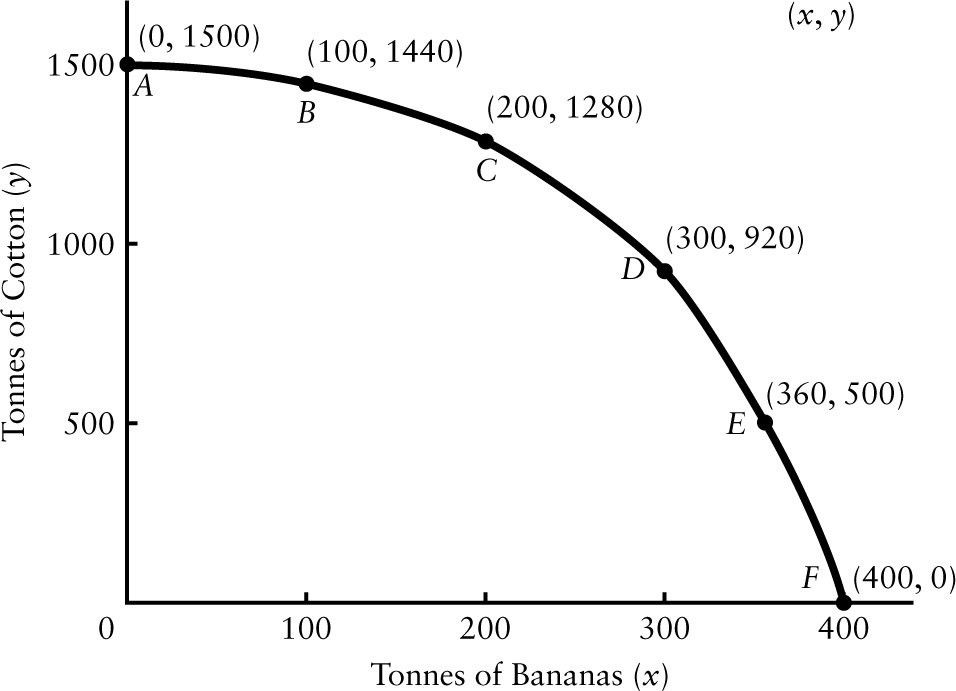 (x, y)
(0, 1500)
(100, 1440)
1500
A
B
(200, 1280)
C
Tonnes of Cotton (y)
1000
(300, 920)
D
(360, 500)
500
E
F
(400, 0)
0 100 200 300 400
Tonnes of Bananas (x)